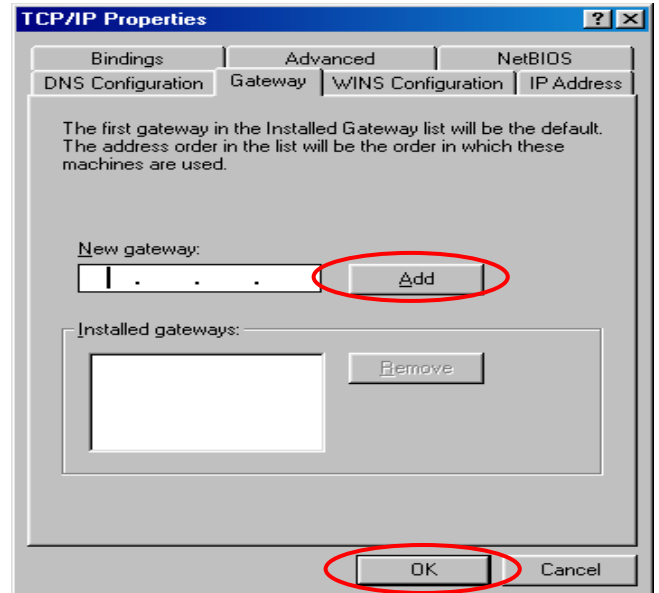 TCP/IP Properties ? ×
Bindings Advanced NetBIOS
DNS Configuration Gateway WINS Configuration IP Address
The first gateway in the Installed Gateway list will be the default.
The address order in the list will be the order in which these
machines are used.
New gateway:
. . . Add
Installed gateways:
Remove
OK Cancel